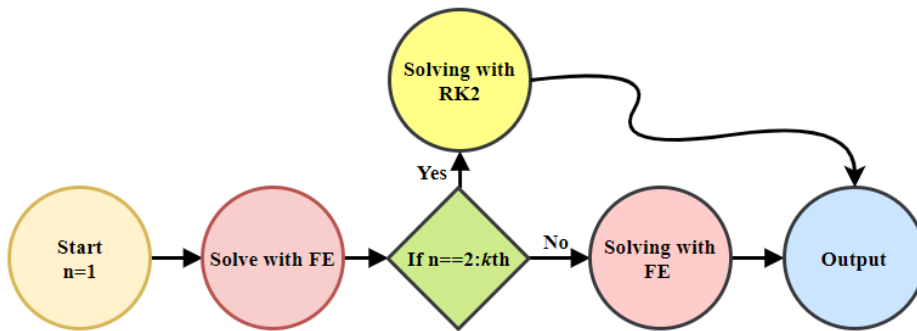 Solving with
RK2
Yes
Start
n=1
Solve with FE
If n==2:kth
No
Solving with
FE
Output